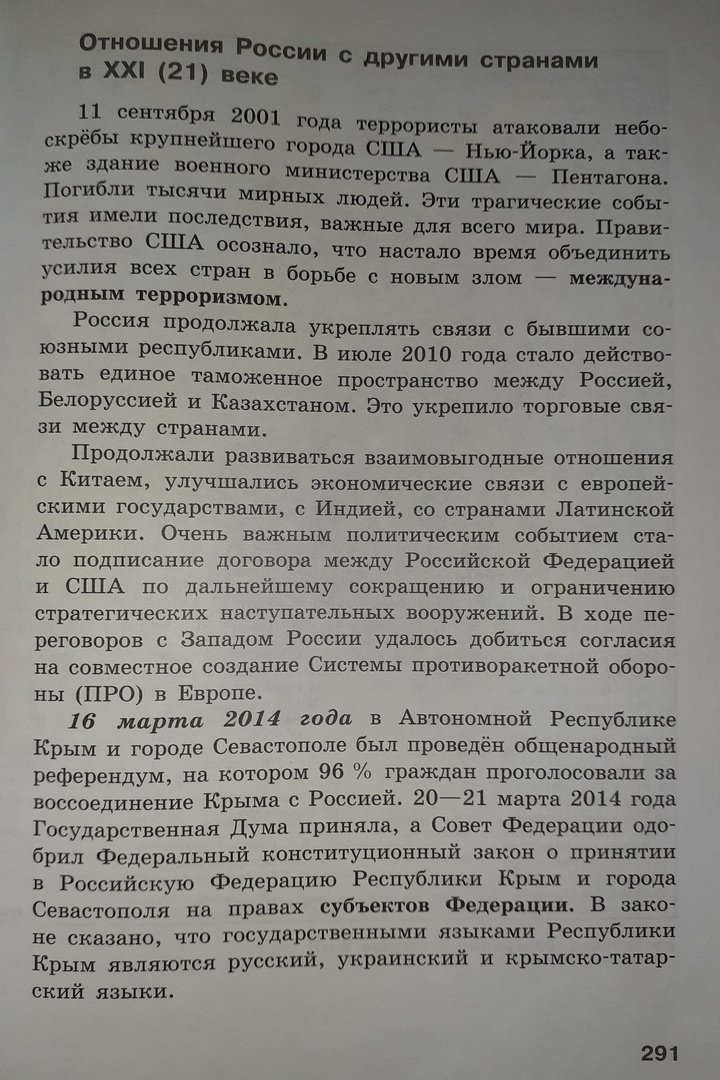 Отношения России с другими странами
в XXI (21) веке
11 сентября 2001 года террористы атаковали небо-
скрёбы крупнейшего города США — Нью-Йорка, а так-
же здание военного министерства США — Пентагона.
Погибли тысячи мирных людей. Эти трагические собы-
тия имели последствия, важные для всего мира. Прави-
тельство США осознало, что настало время объединить
усилия всех стран в борьбе с новым злом — междуна-
родным терроризмом.
Россия продолжала укреплять связи с бывшими со-
юзными республиками. В июле 2010 года стало действо-
вать единое таможенное пространство между Россией,
Белоруссией и Казахстаном. Это укрепило торговые свя-
зи между странами.
Продолжали развиваться взаимовыгодные отношения
с Китаем, улучшались экономические связи с европей-
скими государствами, с Индией, со странами Латинской
Америки. Очень важным политическим событием ста-
ло подписание договора между Российской Федерацией
и США по дальнейшему сокращению и ограничению
стратегических наступательных вооружений. В ходе пе-
реговоров с Западом России удалось добиться согласия
на совместное создание Системы противоракетной оборо-
ны (ПРО) в Европе.
16 марта 2014 года в Автономной Республике
Крым и городе Севастополе был проведён общенародный
референдум, на котором 96 % граждан проголосовали за
воссоединение Крыма с Россией. 20—21 марта 2014 года
Государственная Дума приняла, а Совет Федерации одо-
брил Федеральный конституционный закон о принятии
в Российскую Федерацию Республики Крым и города
Севастополя на правах субъектов Федерации. В зако-
не сказано, что государственными языками Республики
Крым являются русский, украинский и крымско-татар-
ский языки.
291